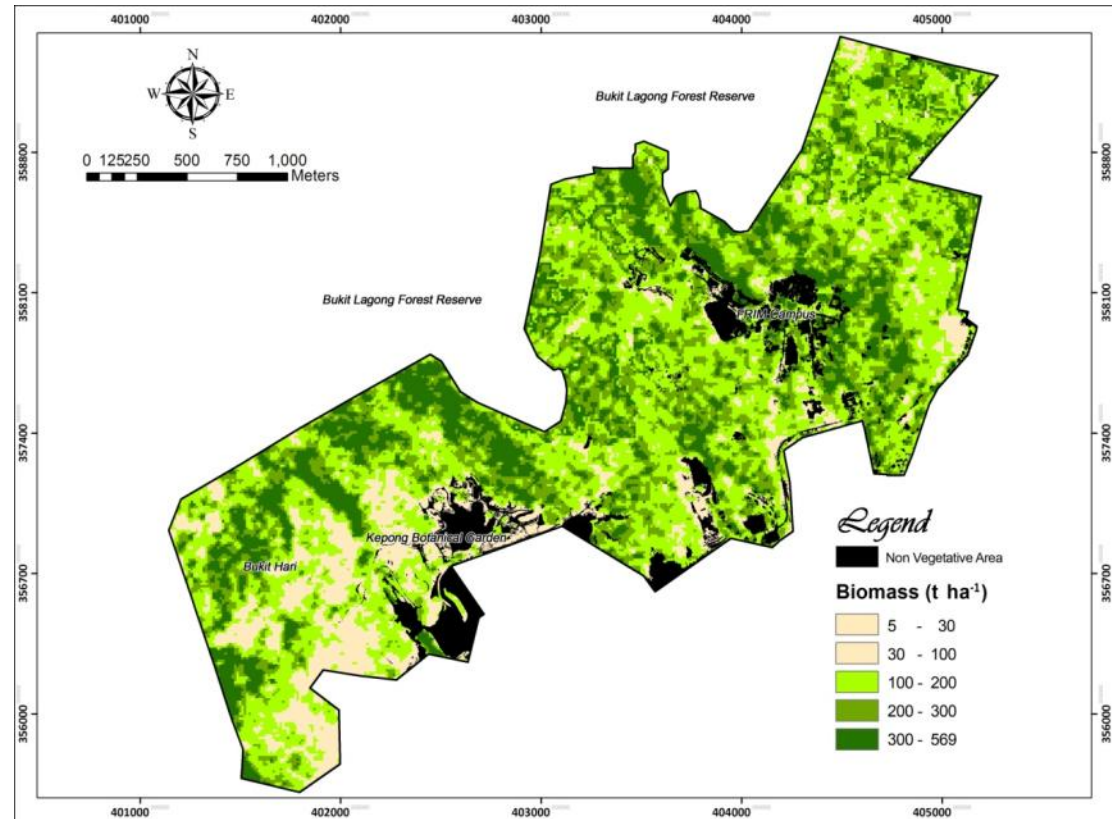 401000 402000 403000 404000 405000
N
W E
S
Bukit Lagong Forest Reserve
0 125250 500 750 1,000
Meters
358800 358800
Bukit Lagong Forest Reserve
358100 358100
FRIM Campus
357400 357400
Legend
Non Vegetative Area
Kepong Botanical Garden
Bukit Hari
356700 356700
Biomass (t ha⁻¹)
5 - 30
30 - 100
100 - 200
200 - 300
300 - 569
356000 356000
401000 402000 403000 404000 405000